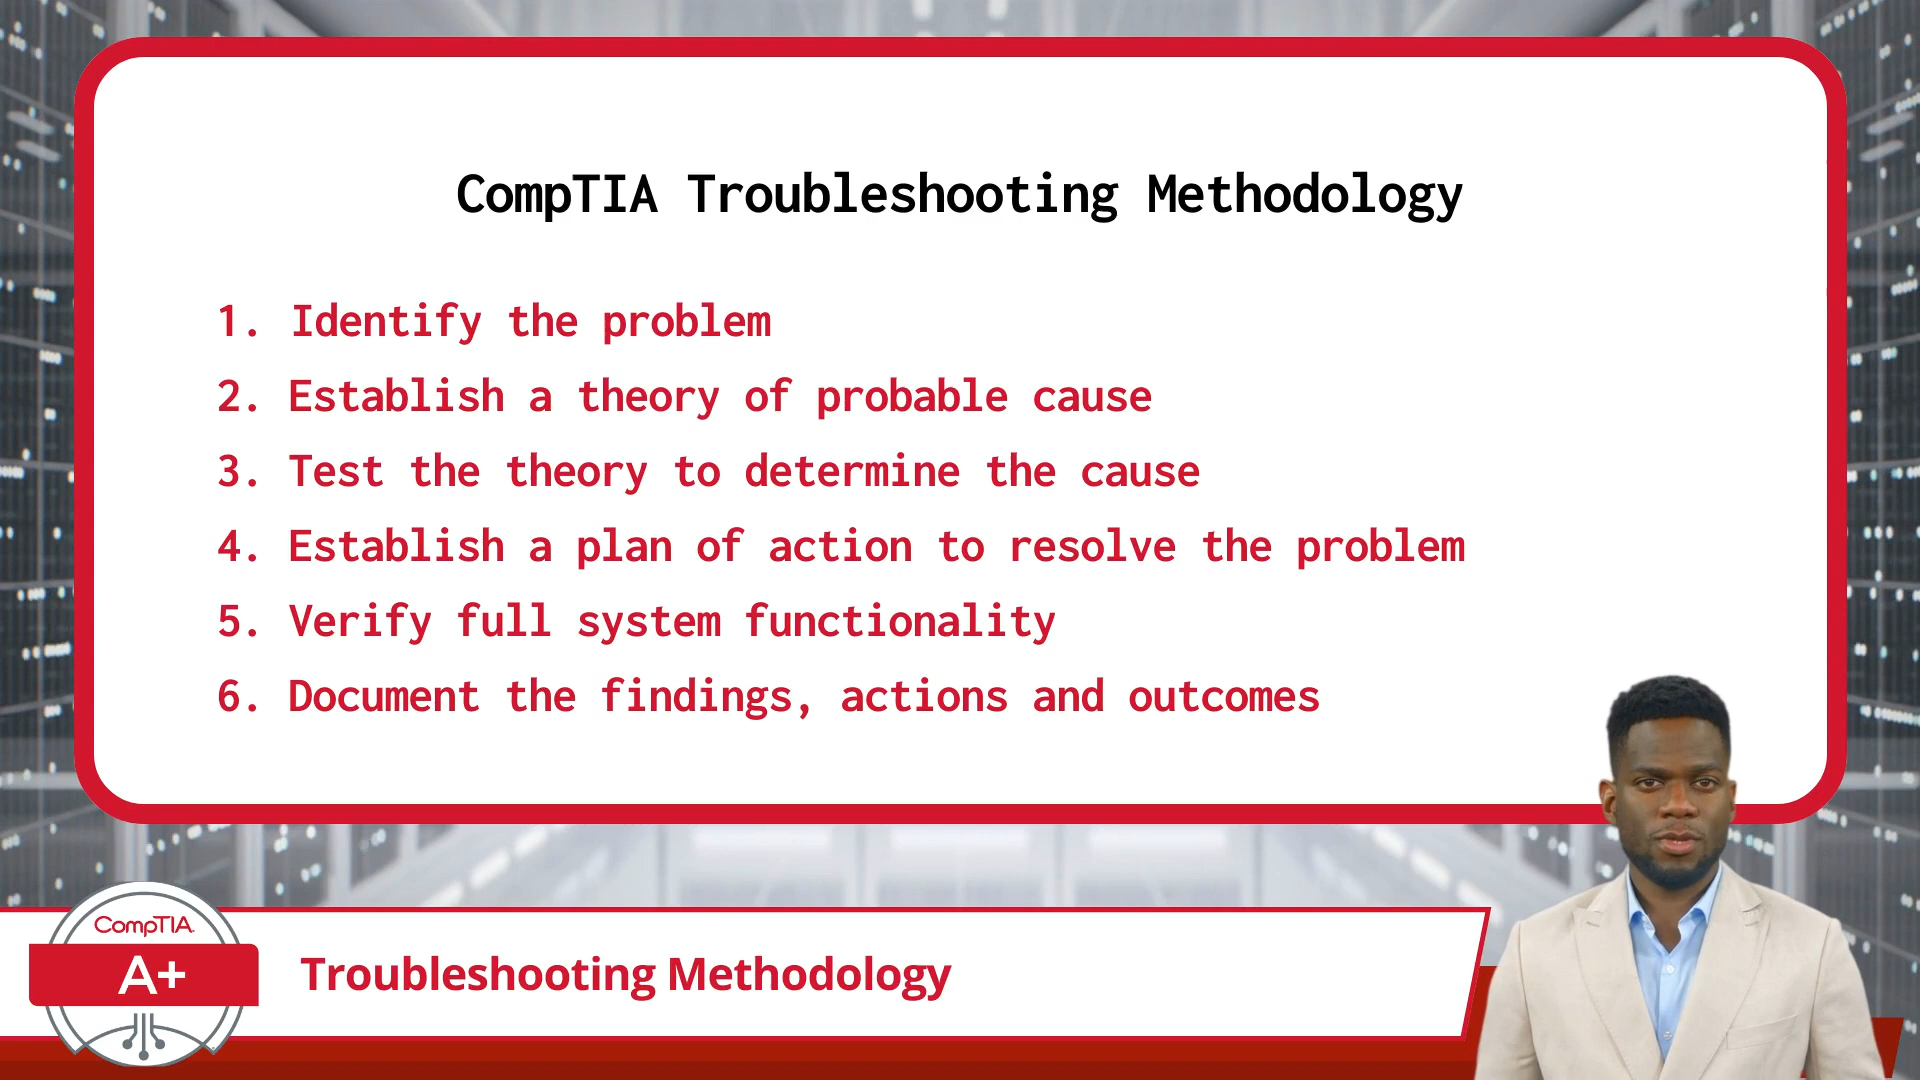 CompTIA Troubleshooting Methodology
1. Identify the problem
2. Establish a theory of probable cause
3. Test the theory to determine the cause
4. Establish a plan of action to resolve the problem
5. Verify full system functionality
6. Document the findings, actions and outcomes
CompTIA.
A+
Troubleshooting Methodology